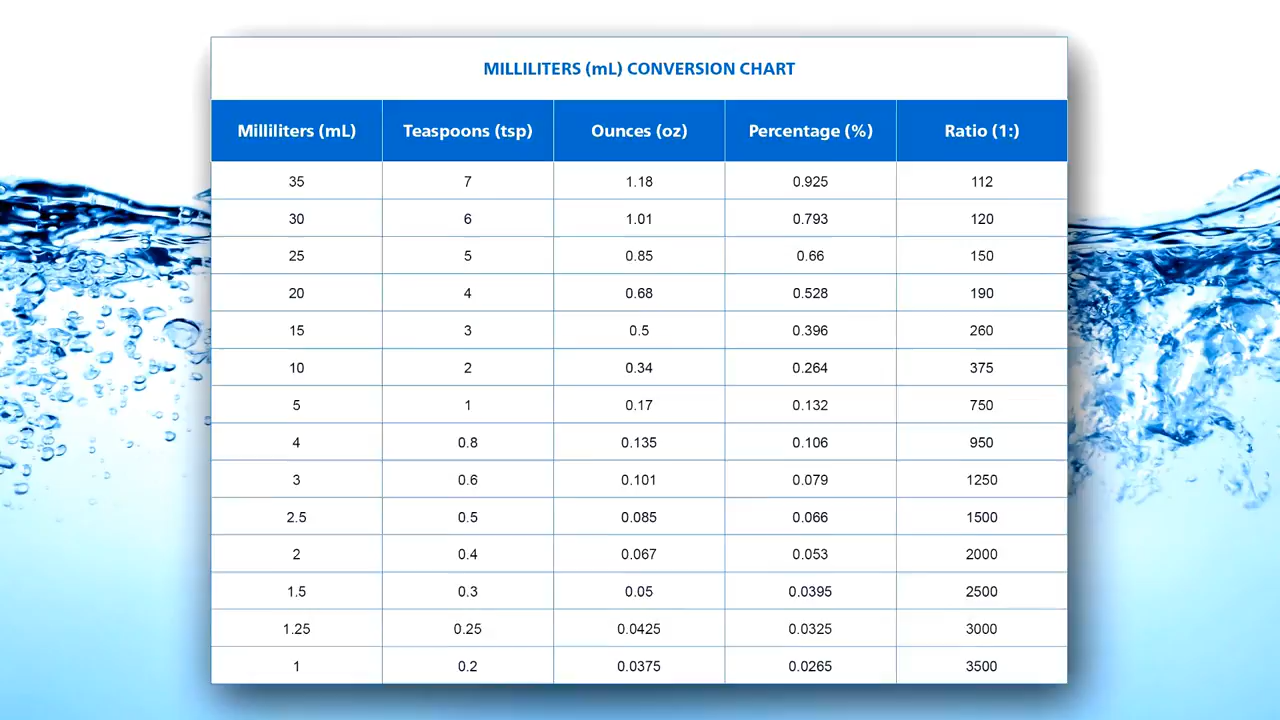 MILLILITERS (mL) CONVERSION CHART
Milliliters (mL) Teaspoons (tsp) Ounces (oz) Percentage (%) Ratio (1:)
35 7 1.18 0.925 112
30 6 1.01 0.793 120
25 5 0.85 0.66 150
20 4 0.68 0.528 190
15 3 0.5 0.396 260
10 2 0.34 0.264 375
5 1 0.17 0.132 750
4 0.8 0.135 0.106 950
3 0.6 0.101 0.079 1250
2.5 0.5 0.085 0.066 1500
2 0.4 0.067 0.053 2000
1.5 0.3 0.05 0.0395 2500
1.25 0.25 0.0425 0.0325 3000
1 0.2 0.0375 0.0265 3500